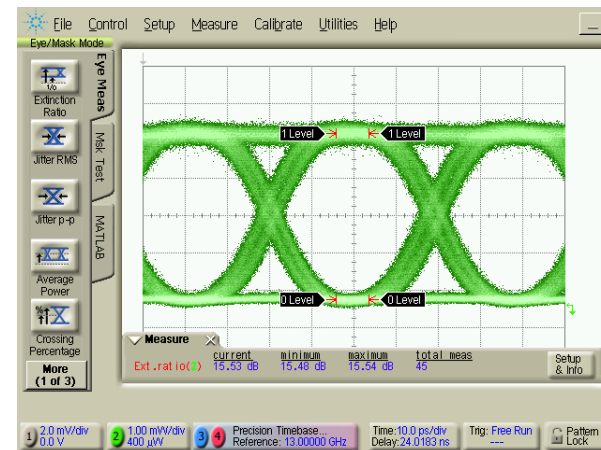 File Control Setup Measure Calibrate Utilities Help
Eye/Mask Mode
Extinction
Ratio
Jitter RMS
Jitter p-p
Average
Power
Crossing
Percentage
More
(1 of 3)
Eye Meas
Msk Test
MATLAB
1 Level 1 Level
0 Level 0 Level
Measure
current minimum maximum total meas
Ext.ratio(2) 15.53 dB 15.48 dB 15.54 dB 45
Setup
& Info
1 2.0 mV/div
0.0 V
2 1.00 mW/div
400 µW
3 4 Precision Timebase...
Reference: 13.00000 GHz
Time:10.0 ps/div
Delay:24.0183 ns
Trig: Free Run
---
Pattern
Lock